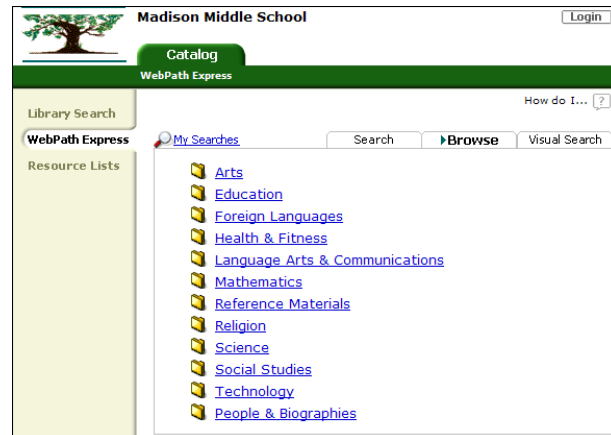 Madison Middle School
Login
Catalog
WebPath Express
How do I... ?
Library Search
WebPath Express
Resource Lists
My Searches
Search
Browse
Visual Search
Arts
Education
Foreign Languages
Health & Fitness
Language Arts & Communications
Mathematics
Reference Materials
Religion
Science
Social Studies
Technology
People & Biographies